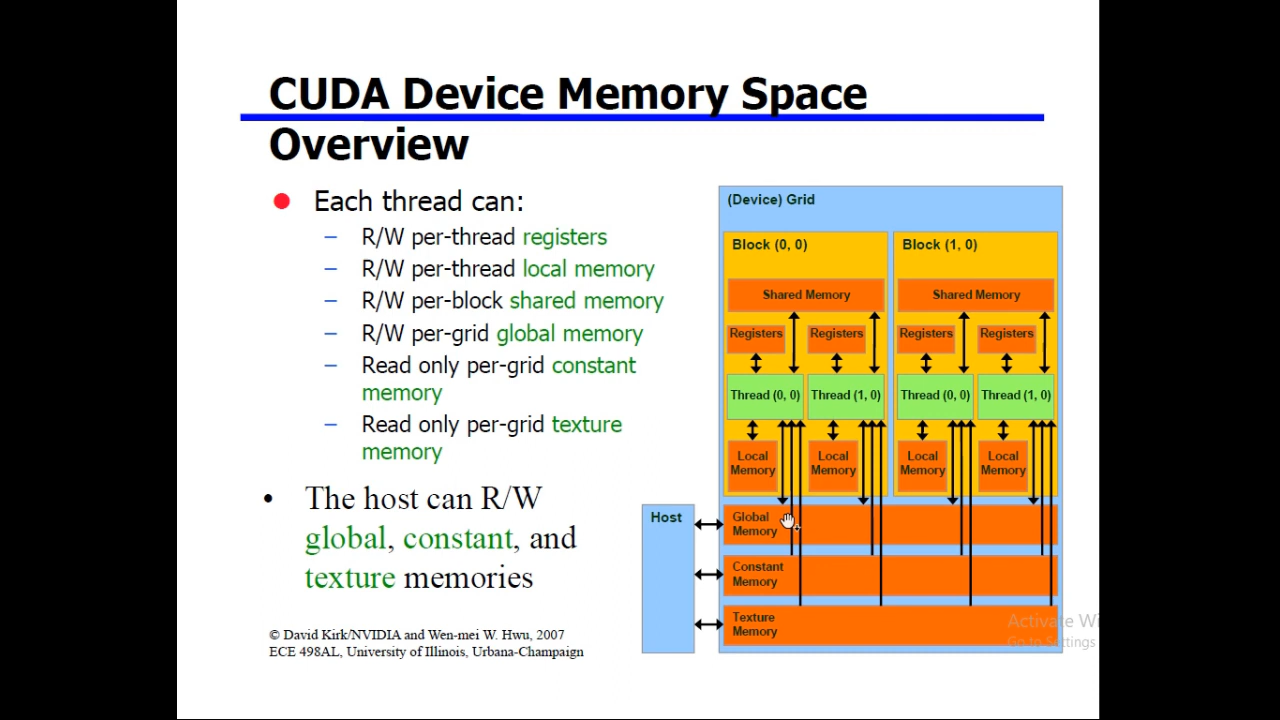 CUDA Device Memory Space
Overview
Each thread can:
– R/W per-thread registers
– R/W per-thread local memory
– R/W per-block shared memory
– R/W per-grid global memory
– Read only per-grid constant
memory
– Read only per-grid texture
memory
• The host can R/W
global, constant, and
texture memories
© David Kirk/NVIDIA and Wen-mei W. Hwu, 2007
ECE 498AL, University of Illinois, Urbana-Champaign
(Device) Grid
Block (0, 0)
Block (1, 0)
Shared Memory
Shared Memory
Registers
Registers
Registers
Registers
Thread (0, 0)
Thread (1, 0)
Thread (0, 0)
Thread (1, 0)
Local
Memory
Local
Memory
Local
Memory
Local
Memory
Host
Global
Memory
Constant
Memory
Texture
Memory
Activate Wi
Go to Settings